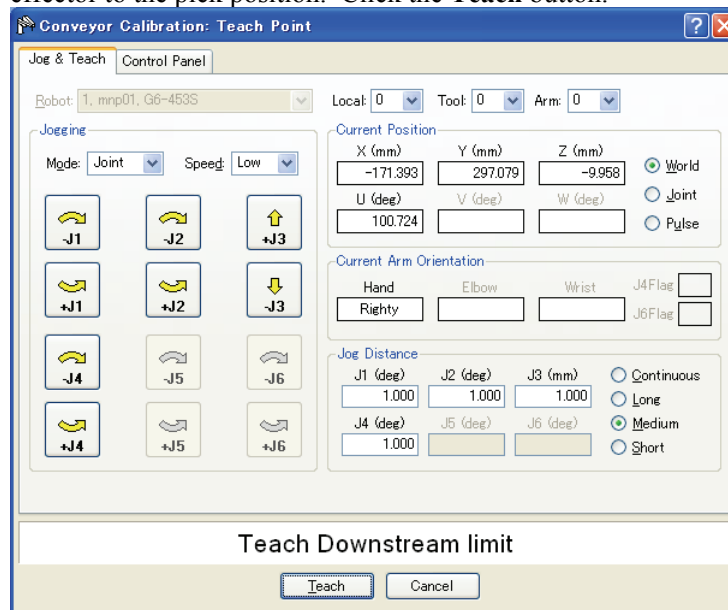 effector to the pick position. Click the Teach button.
Conveyor Calibration: Teach Point
Jog & Teach Control Panel
Robot: 1, mnp01, G6-453S Local: 0 Tool: 0 Arm: 0
Jogging
Mode: Joint Speed: Low
-J1 -J2 +J3
+J1 +J2 -J3
-J4 -J5 -J6
+J4 +J5 +J6
Current Position
X (mm) Y (mm) Z (mm)
-171.393 297.079 -9.958
U (deg) V (deg) W (deg)
100.724
World
Joint
Pulse
Current Arm Orientation
Hand Elbow Wrist J4Flag
Righty J6Flag
Jog Distance
J1 (deg) J2 (deg) J3 (mm)
1.000 1.000 1.000
J4 (deg) J5 (deg) J6 (deg)
1.000
Continuous
Long
Medium
Short
Teach Downstream limit
Teach Cancel